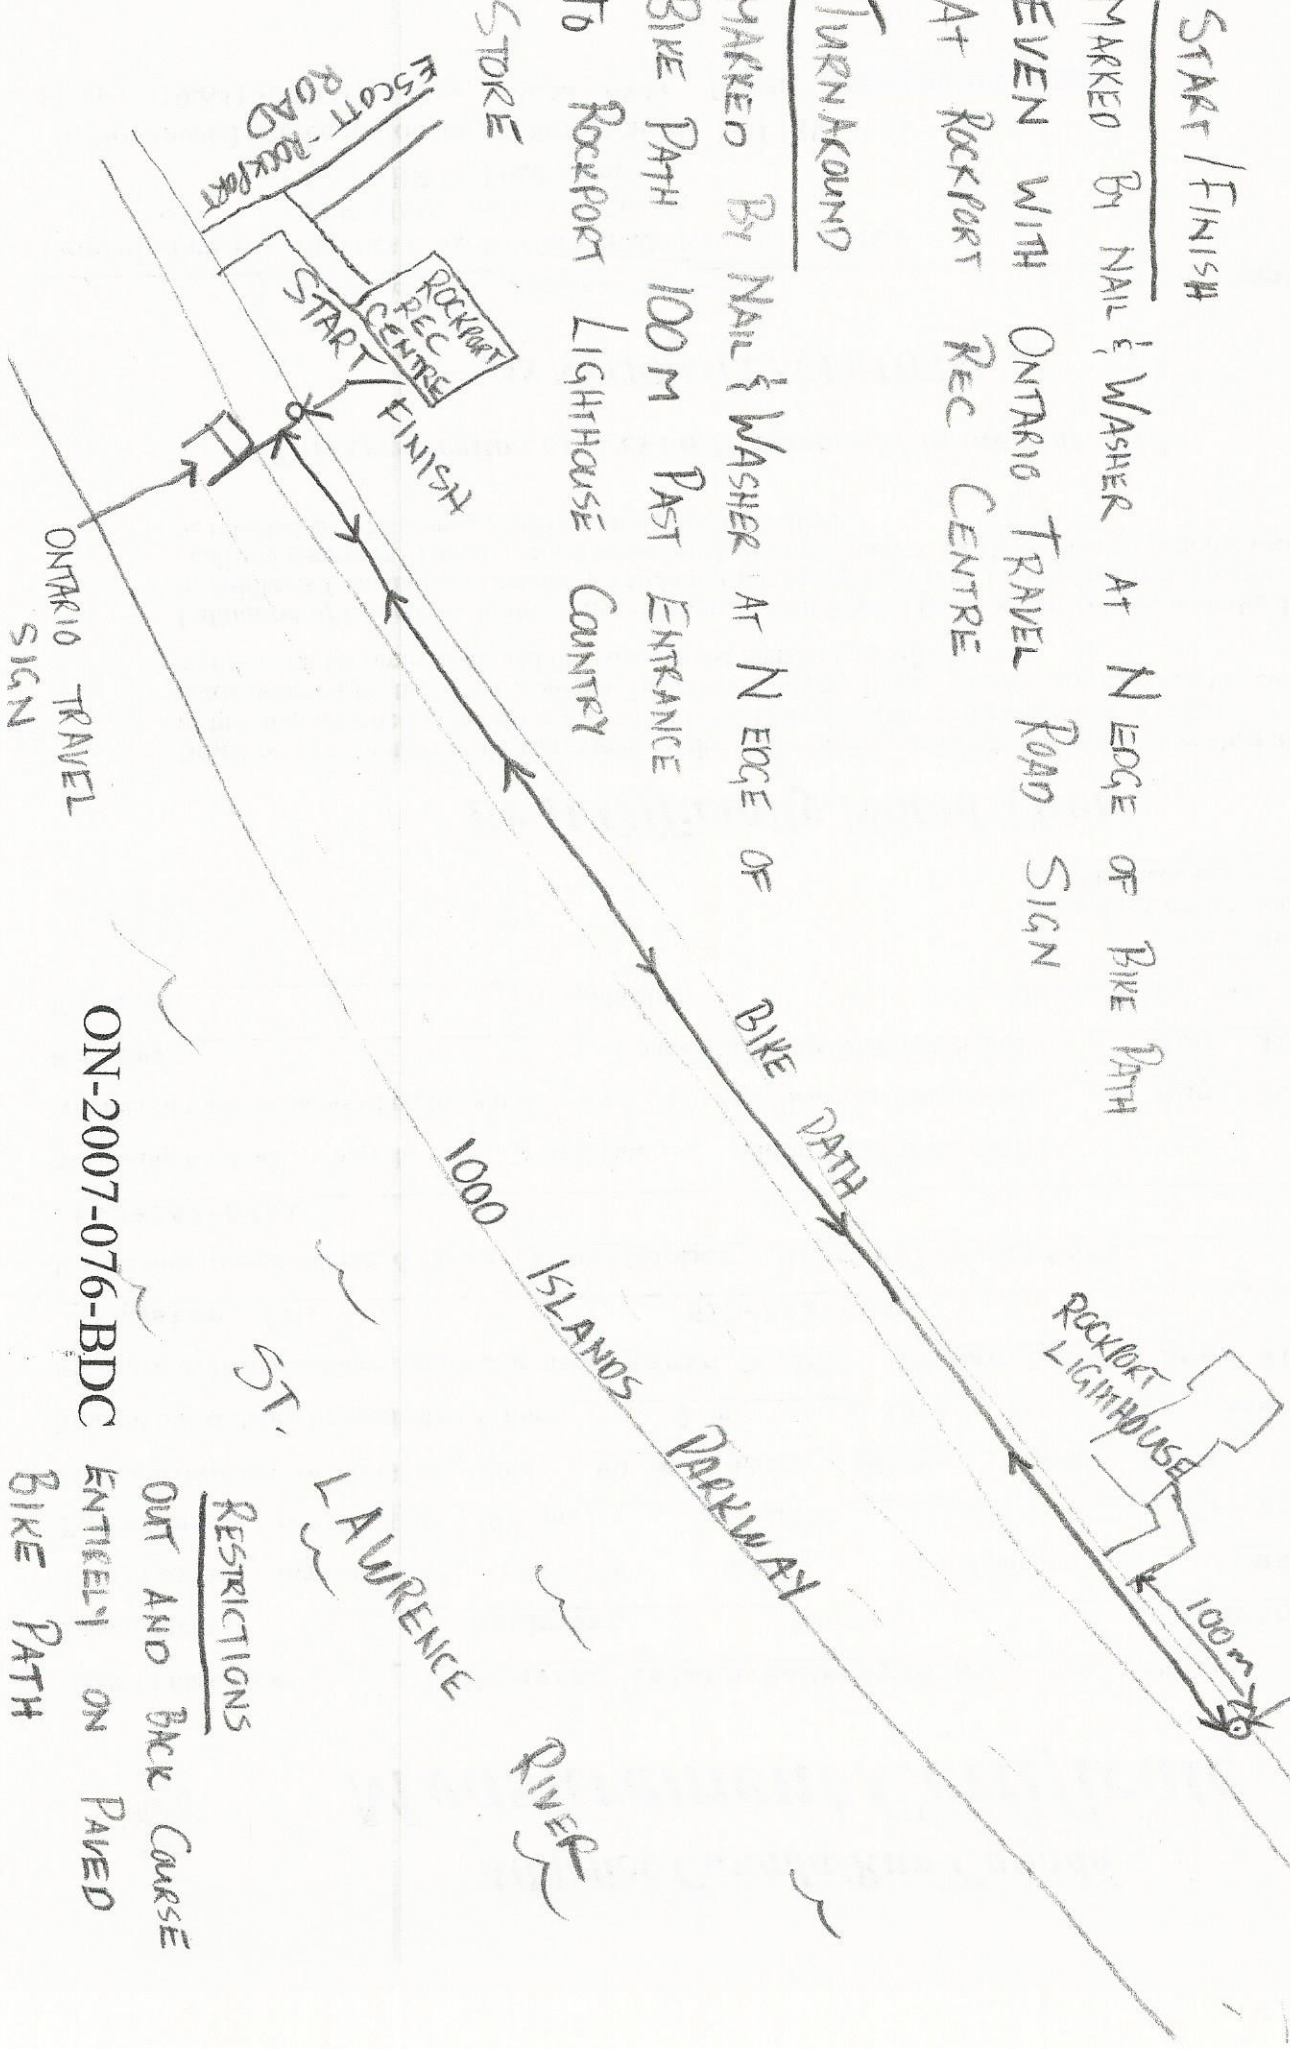 START/FINISH
MARKED BY NAIL & WASHER AT N EDGE OF BIKE PATH
EVEN WITH ONTARIO TRAVEL ROAD SIGN
AT ROCKPORT REC CENTRE
TURNAROUND
MARKED BY NAIL & WASHER AT N EDGE OF
BIKE PATH 100M PAST ENTRANCE
TO ROCKPORT LIGHTHOUSE COUNTRY
STORE
ESCOTT-ROCKPORT
ROAD
ROCKPORT
REC
CENTRE
START
FINISH
ONTARIO TRAVEL
SIGN
BIKE PATH
ROCKPORT
LIGHTHOUSE
100m
1000 ISLANDS PARKWAY
ST. LAWRENCE RIVER
RESTRICTIONS
OUT AND BACK COURSE
ENTIRELY ON PAVED
BIKE PATH
ON-2007-076-BDC